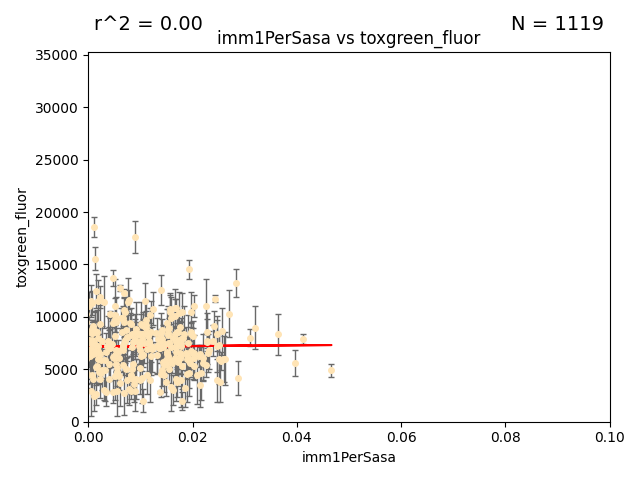 r^2 = 0.00
N = 1119
imm1PerSasa vs toxgreen_fluor
toxgreen_fluor
35000
30000
25000
20000
15000
10000
5000
0
0.00
0.02
0.04
0.06
0.08
0.10
imm1PerSasa